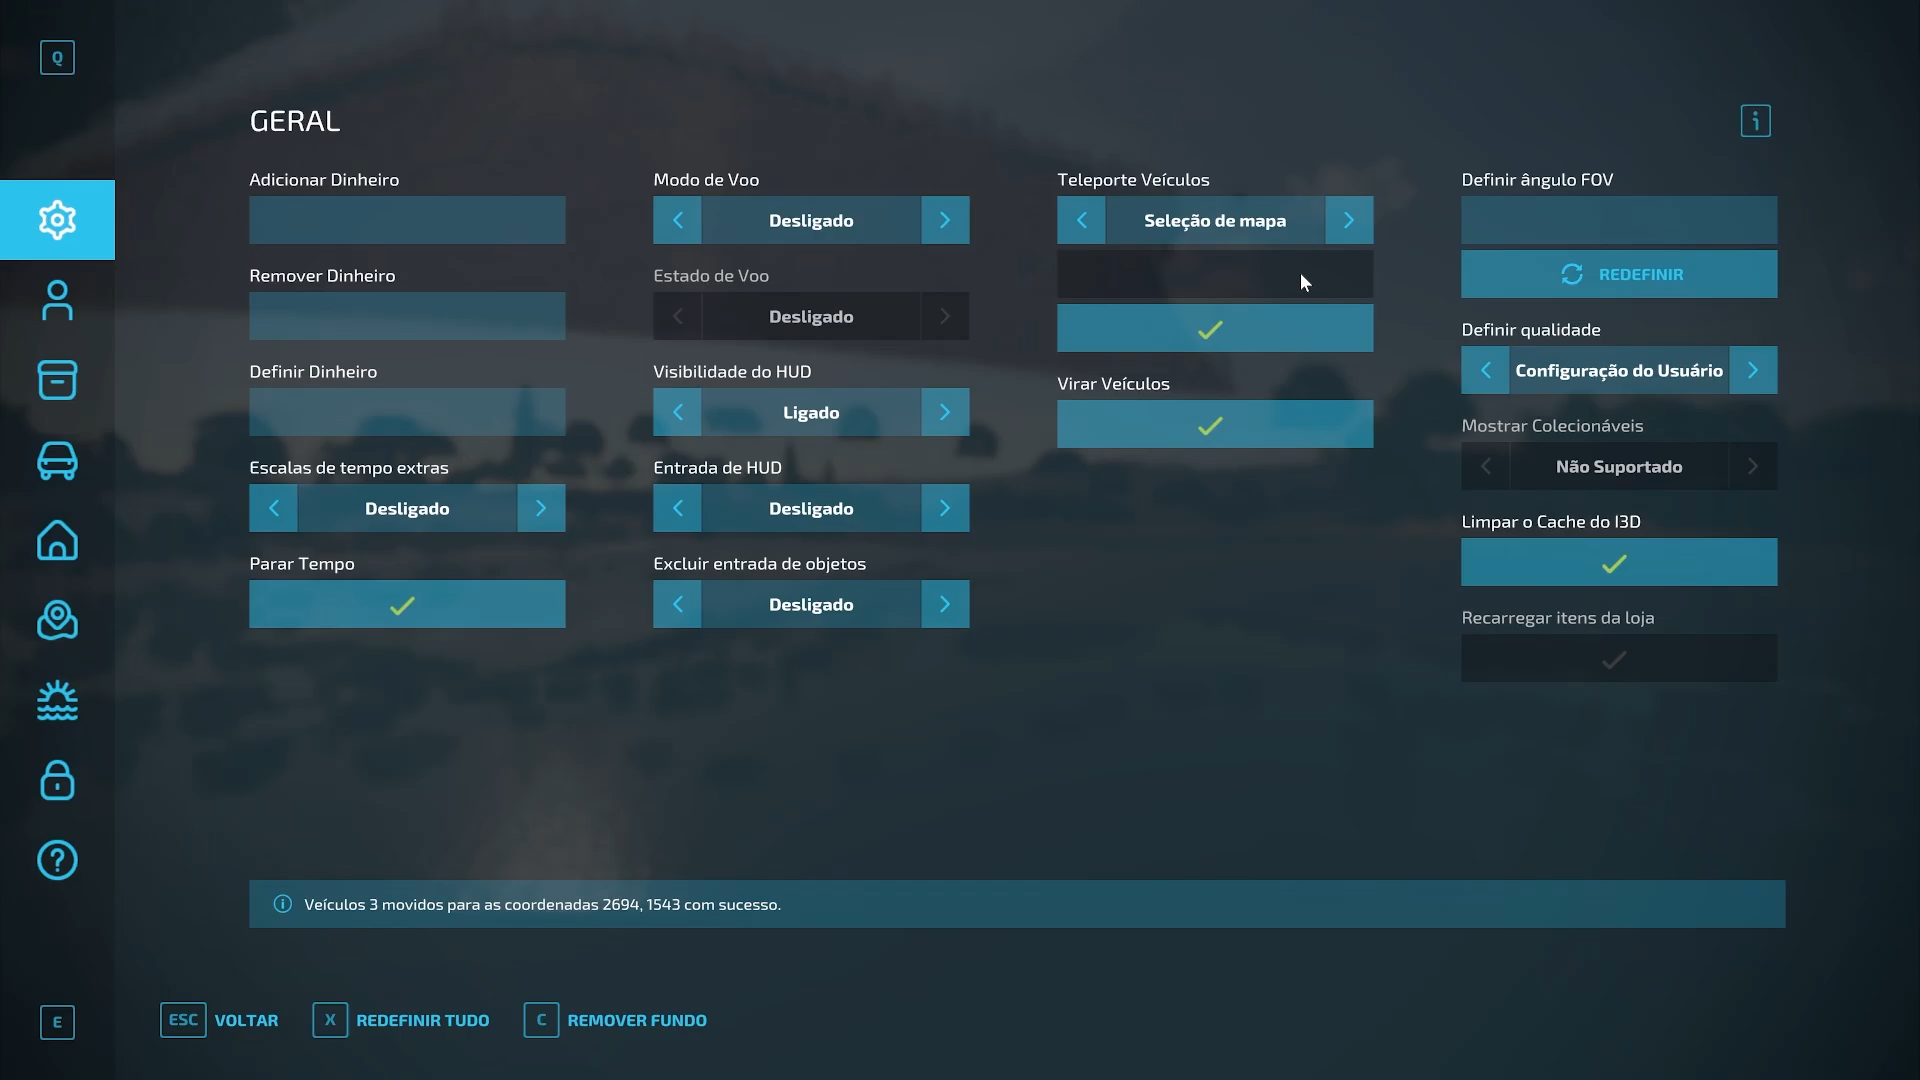 Q
GERAL
Adicionar Dinheiro
Remover Dinheiro
Definir Dinheiro
Escalas de tempo extras
Desligado
Parar Tempo
Modo de Voo
Desligado
Estado de Voo
Desligado
Visibilidade do HUD
Ligado
Entrada de HUD
Desligado
Excluir entrada de objetos
Desligado
Teleporte Veículos
Seleção de mapa
Virar Veículos
Definir ângulo FOV
REDEFINIR
Definir qualidade
Configuração do Usuário
Mostrar Colecionáveis
Não Suportado
Limpar o Cache do I3D
Recarregar itens da loja
Veículos 3 movidos para as coordenadas 2694, 1543 com sucesso.
E
ESC VOLTAR X REDEFINIR TUDO C REMOVER FUNDO